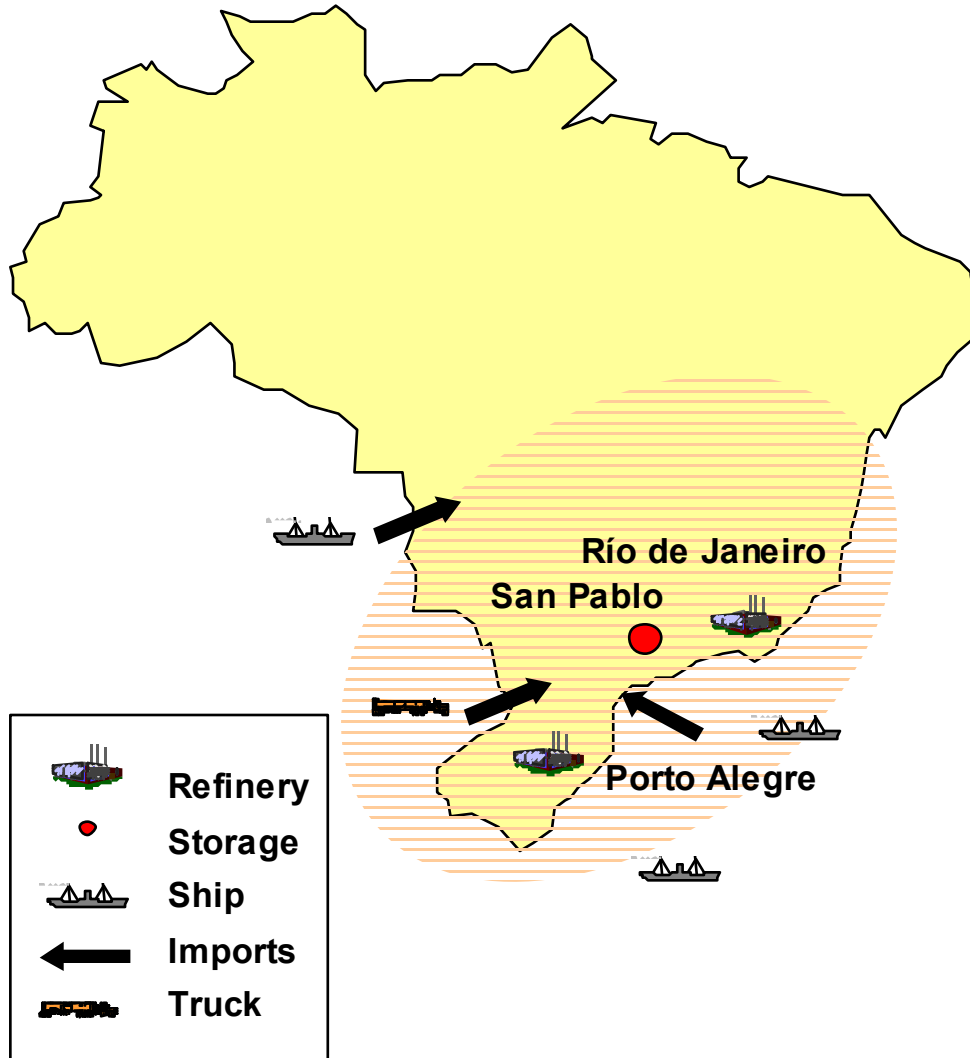 Río de Janeiro
San Pablo
Porto Alegre
Refinery
Storage
Ship
Imports
Truck